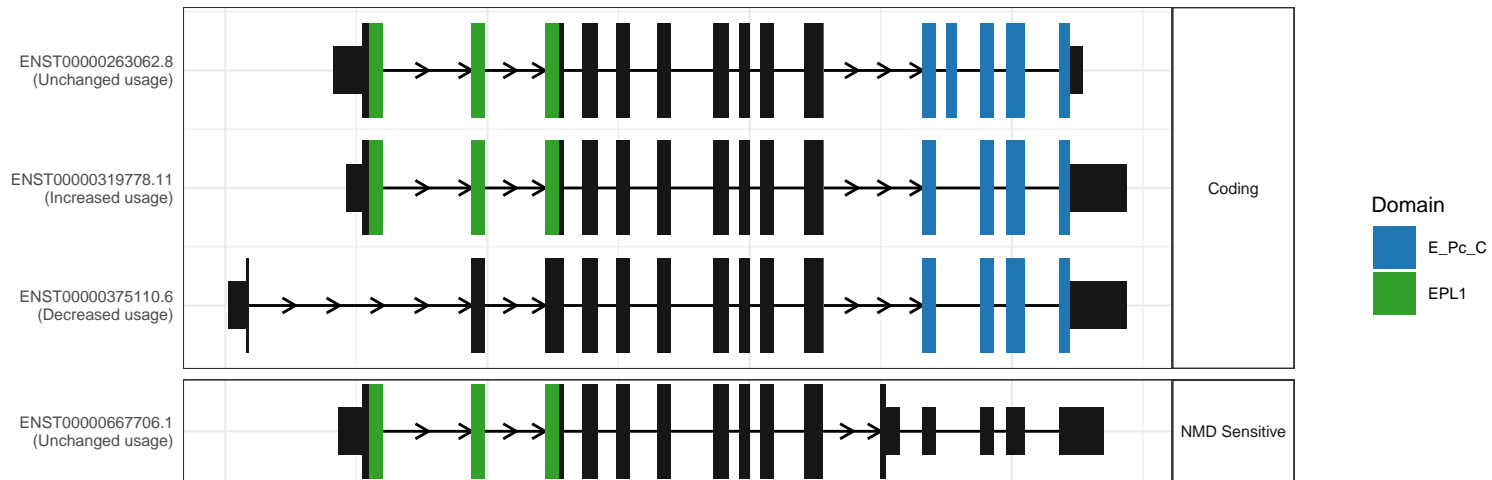 ENST00000263062.8
(Unchanged usage)
ENST00000319778.11
(Increased usage)
ENST00000375110.6
(Decreased usage)
Coding
ENST00000667706.1
(Unchanged usage)
NMD Sensitive
Domain
E_Pc_C
EPL1